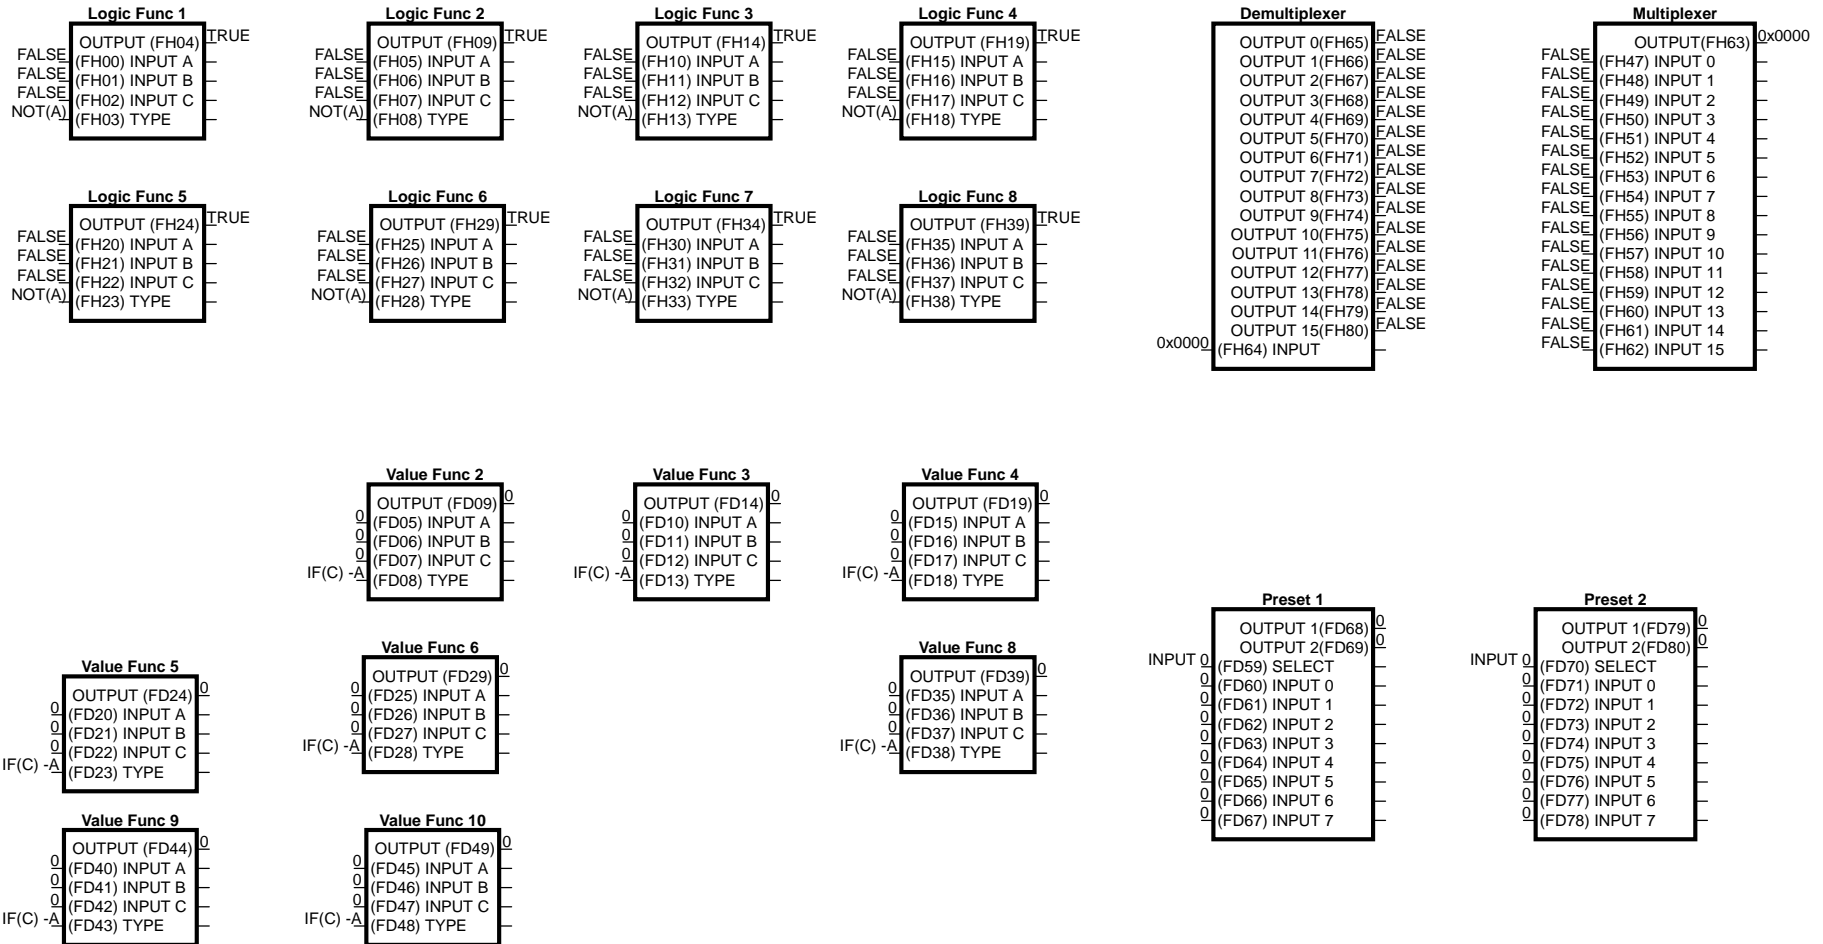 Logic Func 1
OUTPUT (FH04) TRUE
FALSE (FH00) INPUT A
FALSE (FH01) INPUT B
FALSE (FH02) INPUT C
NOT(A) (FH03) TYPE
Logic Func 2
OUTPUT (FH09) TRUE
FALSE (FH05) INPUT A
FALSE (FH06) INPUT B
FALSE (FH07) INPUT C
NOT(A) (FH08) TYPE
Logic Func 3
OUTPUT (FH14) TRUE
FALSE (FH10) INPUT A
FALSE (FH11) INPUT B
FALSE (FH12) INPUT C
NOT(A) (FH13) TYPE
Logic Func 4
OUTPUT (FH19) TRUE
FALSE (FH15) INPUT A
FALSE (FH16) INPUT B
FALSE (FH17) INPUT C
NOT(A) (FH18) TYPE
Demultiplexer
OUTPUT 0(FH65) FALSE
OUTPUT 1(FH66) FALSE
OUTPUT 2(FH67) FALSE
OUTPUT 3(FH68) FALSE
OUTPUT 4(FH69) FALSE
OUTPUT 5(FH70) FALSE
OUTPUT 6(FH71) FALSE
OUTPUT 7(FH72) FALSE
OUTPUT 8(FH73) FALSE
OUTPUT 9(FH74) FALSE
OUTPUT 10(FH75) FALSE
OUTPUT 11(FH76) FALSE
OUTPUT 12(FH77) FALSE
OUTPUT 13(FH78) FALSE
OUTPUT 14(FH79) FALSE
OUTPUT 15(FH80) FALSE
0x0000 (FH64) INPUT
Multiplexer
OUTPUT(FH63) 0x0000
FALSE (FH47) INPUT 0
FALSE (FH48) INPUT 1
FALSE (FH49) INPUT 2
FALSE (FH50) INPUT 3
FALSE (FH51) INPUT 4
FALSE (FH52) INPUT 5
FALSE (FH53) INPUT 6
FALSE (FH54) INPUT 7
FALSE (FH55) INPUT 8
FALSE (FH56) INPUT 9
FALSE (FH57) INPUT 10
FALSE (FH58) INPUT 11
FALSE (FH59) INPUT 12
FALSE (FH60) INPUT 13
FALSE (FH61) INPUT 14
FALSE (FH62) INPUT 15
Logic Func 5
OUTPUT (FH24) TRUE
FALSE (FH20) INPUT A
FALSE (FH21) INPUT B
FALSE (FH22) INPUT C
NOT(A) (FH23) TYPE
Logic Func 6
OUTPUT (FH29) TRUE
FALSE (FH25) INPUT A
FALSE (FH26) INPUT B
FALSE (FH27) INPUT C
NOT(A) (FH28) TYPE
Logic Func 7
OUTPUT (FH34) TRUE
FALSE (FH30) INPUT A
FALSE (FH31) INPUT B
FALSE (FH32) INPUT C
NOT(A) (FH33) TYPE
Logic Func 8
OUTPUT (FH39) TRUE
FALSE (FH35) INPUT A
FALSE (FH36) INPUT B
FALSE (FH37) INPUT C
NOT(A) (FH38) TYPE
Value Func 2
OUTPUT (FD09) 0
0 (FD05) INPUT A
0 (FD06) INPUT B
0 (FD07) INPUT C
IF(C) -A (FD08) TYPE
Value Func 3
OUTPUT (FD14) 0
0 (FD10) INPUT A
0 (FD11) INPUT B
0 (FD12) INPUT C
IF(C) -A (FD13) TYPE
Value Func 4
OUTPUT (FD19) 0
0 (FD15) INPUT A
0 (FD16) INPUT B
0 (FD17) INPUT C
IF(C) -A (FD18) TYPE
Preset 1
OUTPUT 1(FD68) 0
OUTPUT 2(FD69) 0
INPUT 0 (FD59) SELECT
0 (FD60) INPUT 0
0 (FD61) INPUT 1
0 (FD62) INPUT 2
0 (FD63) INPUT 3
0 (FD64) INPUT 4
0 (FD65) INPUT 5
0 (FD66) INPUT 6
0 (FD67) INPUT 7
Preset 2
OUTPUT 1(FD79) 0
OUTPUT 2(FD80) 0
INPUT 0 (FD70) SELECT
0 (FD71) INPUT 0
0 (FD72) INPUT 1
0 (FD73) INPUT 2
0 (FD74) INPUT 3
0 (FD75) INPUT 4
0 (FD76) INPUT 5
0 (FD77) INPUT 6
0 (FD78) INPUT 7
Value Func 5
OUTPUT (FD24) 0
0 (FD20) INPUT A
0 (FD21) INPUT B
0 (FD22) INPUT C
IF(C) -A (FD23) TYPE
Value Func 6
OUTPUT (FD29) 0
0 (FD25) INPUT A
0 (FD26) INPUT B
0 (FD27) INPUT C
IF(C) -A (FD28) TYPE
Value Func 8
OUTPUT (FD39) 0
0 (FD35) INPUT A
0 (FD36) INPUT B
0 (FD37) INPUT C
IF(C) -A (FD38) TYPE
Value Func 9
OUTPUT (FD44) 0
0 (FD40) INPUT A
0 (FD41) INPUT B
0 (FD42) INPUT C
IF(C) -A (FD43) TYPE
Value Func 10
OUTPUT (FD49) 0
0 (FD45) INPUT A
0 (FD46) INPUT B
0 (FD47) INPUT C
IF(C) -A (FD48) TYPE